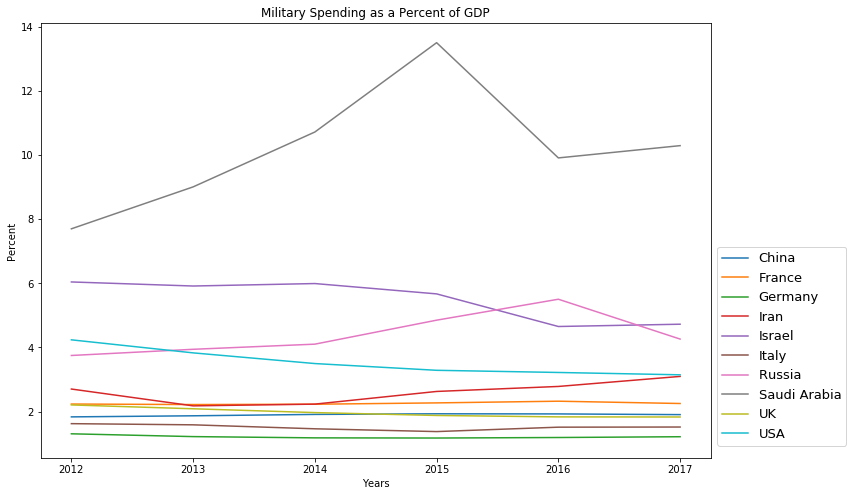 Military Spending as a Percent of GDP
14
12
10
8
6
4
2
Percent
2012 2013 2014 2015 2016 2017
Years
China
France
Germany
Iran
Israel
Italy
Russia
Saudi Arabia
UK
USA